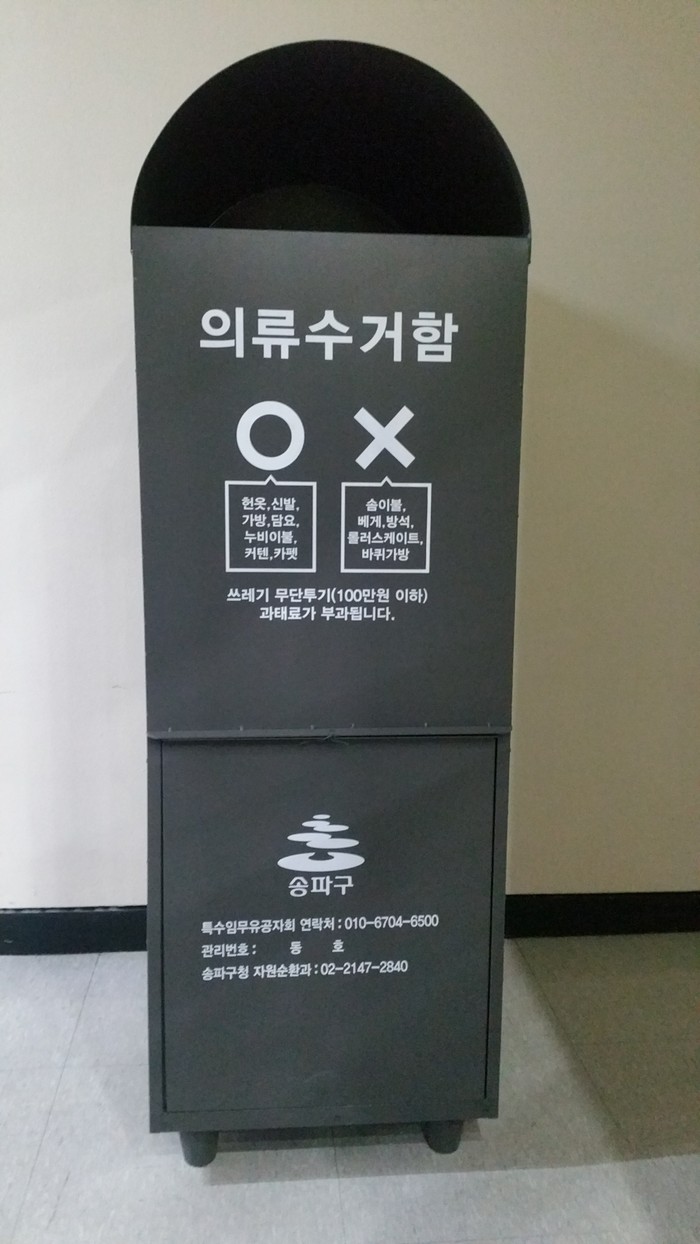 의류수거함
O X
헌옷,신발,
가방,담요,
누비이불,
커텐,카펫
솜이불,
베게,방석,
롤러스케이트,
바퀴가방
쓰레기 무단투기(100만원 이하)
과태료가 부과됩니다.
송파구
특수임무유공자회 연락처 : 010-6704-6500
관리번호 : 동 호
송파구청 자원순환과 : 02-2147-2840